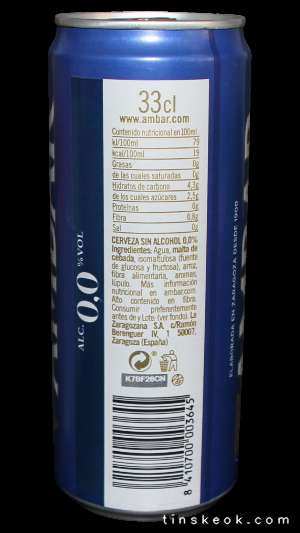 33cl
www.ambar.com
Contenido nutricional en 100ml
kJ/100ml 79
kcal/100ml 19
Grasas 0g
de las cuales saturadas 0g
Hidratos de carbono 4,3g
de los cuales azúcares 2,5g
Proteínas 0g
Fibra 0,8g
Sal 0g
CERVEZA SIN ALCOHOL 0,0%
Agua, malta de
cebada, isomaltulosa (fuente
de glucosa y fructosa), arroz,
fibra alimentaria, aromas,
lúpulo. Más información
nutricional en ambar.com.
Alto contenido en fibra.
Consumir preferentemente
antes de y Lote: (ver fondo). La
Zaragozana S.A. c/Ramón
Berenguer IV, 1 50007.
Zaragoza (España)
K79F26CN
8 410700 003645
ALC. 0,0 % VOL
ELABORADA EN ZARAGOZA DESDE 1900
tinskeok.com